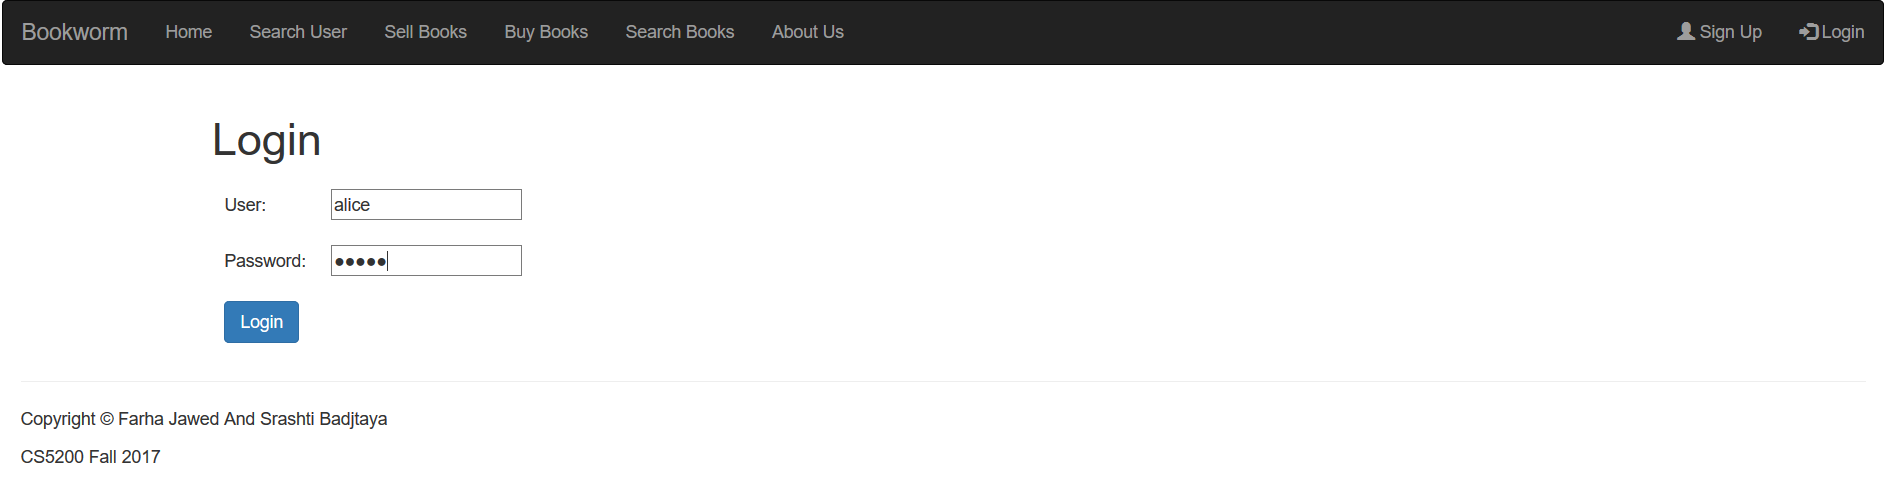 Bookworm Home Search User Sell Books Buy Books Search Books About Us Sign Up Login
Login
User: alice
Password: •••••
Login
Copyright © Farha Jawed And Srashti Badjtaya
CS5200 Fall 2017